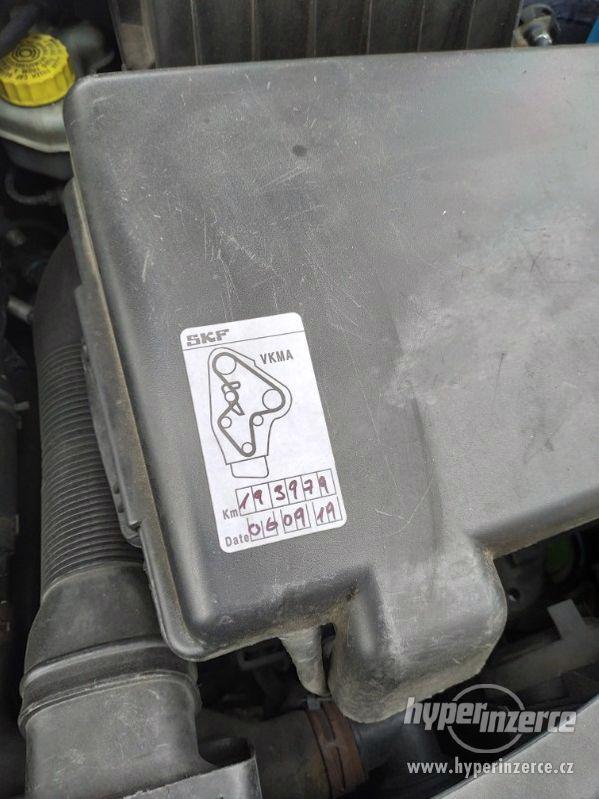 SKF
VKMA
Km 193979
Date 06 09 19
hyperinzerce
www.hyperinzerce.cz